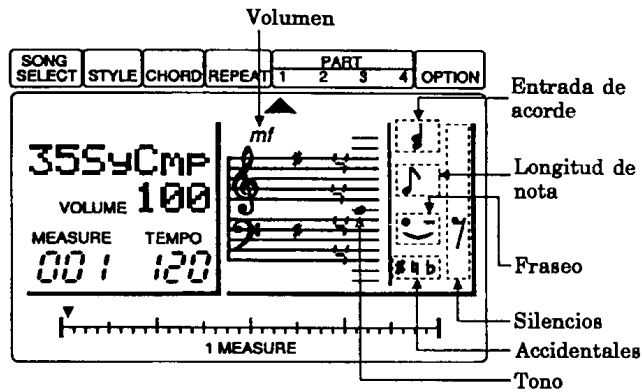 Volumen
SONG SELECT
STYLE
CHORD
REPEAT
PART
1 2 3 4
OPTION
mf
35SyCmp
VOLUME 100
MEASURE TEMPO
001 120
1 MEASURE
Entrada de
acorde
Longitud de
nota
Fraseo
Silencios
Accidentales
Tono